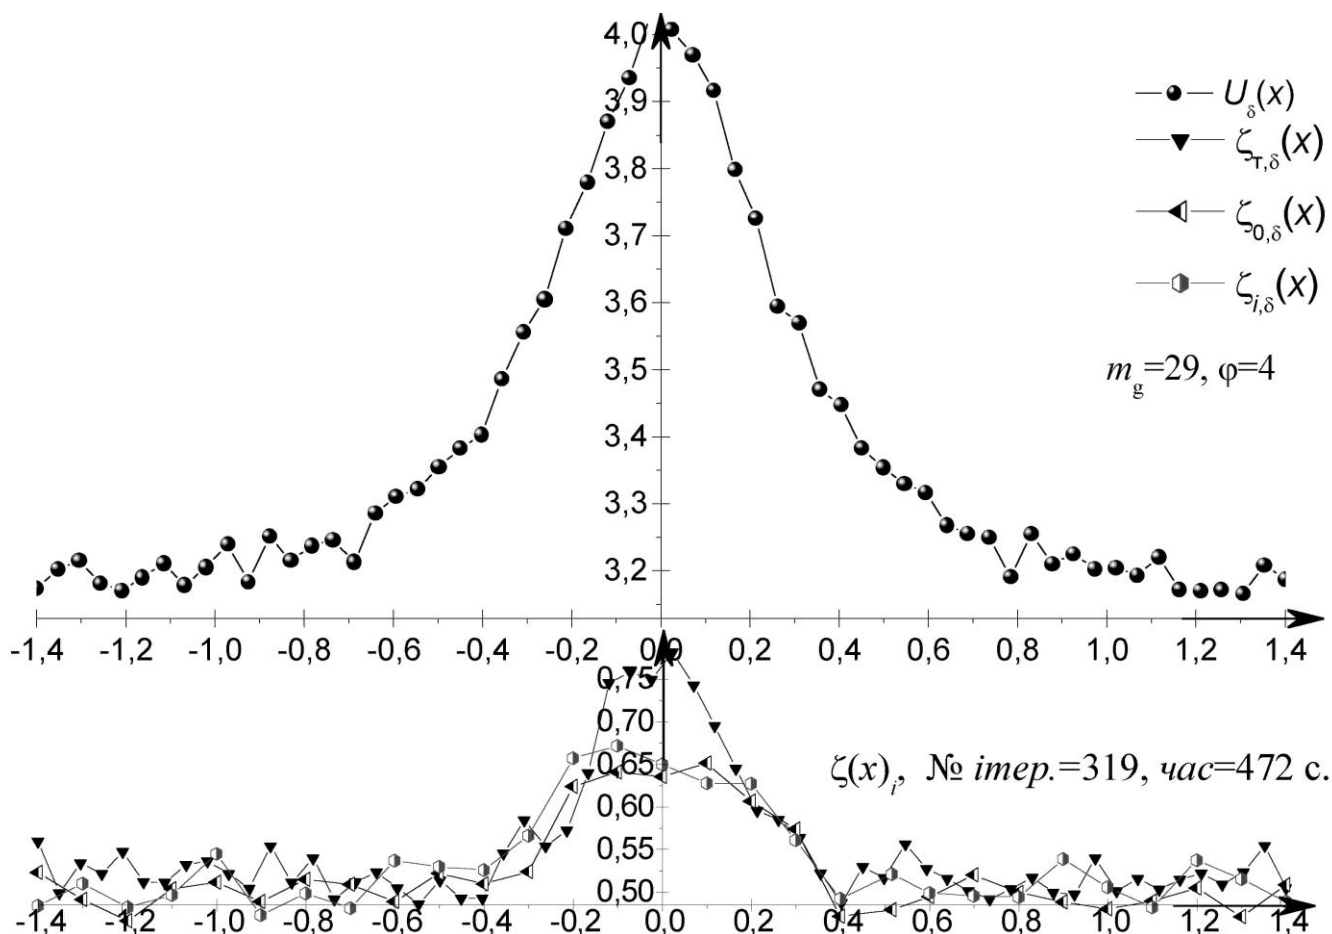 4,0
3,9
3,8
3,7
3,6
3,5
3,4
3,3
3,2
U_δ(x)
ζ_т,δ(x)
ζ_0,δ(x)
ζ_i,δ(x)
m_g=29, φ=4
-1,4 -1,2 -1,0 -0,8 -0,6 -0,4 -0,2 0,0 0,2 0,4 0,6 0,8 1,0 1,2 1,4
0,75
0,70
0,65
0,60
0,55
0,50
ζ(x)_i, № ітер.=319, час=472 с.
-1,4 -1,2 -1,0 -0,8 -0,6 -0,4 -0,2 0,0 0,2 0,4 0,6 0,8 1,0 1,2 1,4